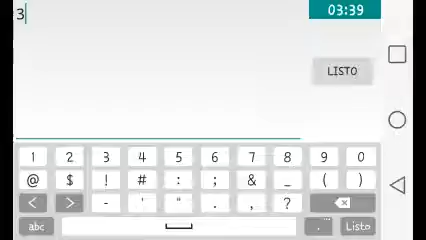 3
03:39
LISTO
1 2 3 4 5 6 7 8 9 0
@ $ ! # : ; & _ ( )
< > - ' " . , ?
abc . Listo